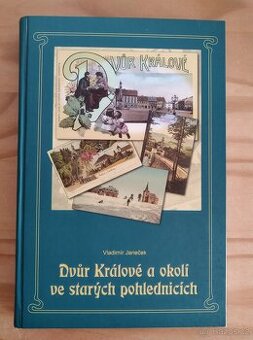 DVŮR KRÁLOVÉ
Vladimír Janeček
Dvůr Králové a okolí
ve starých pohlednicích